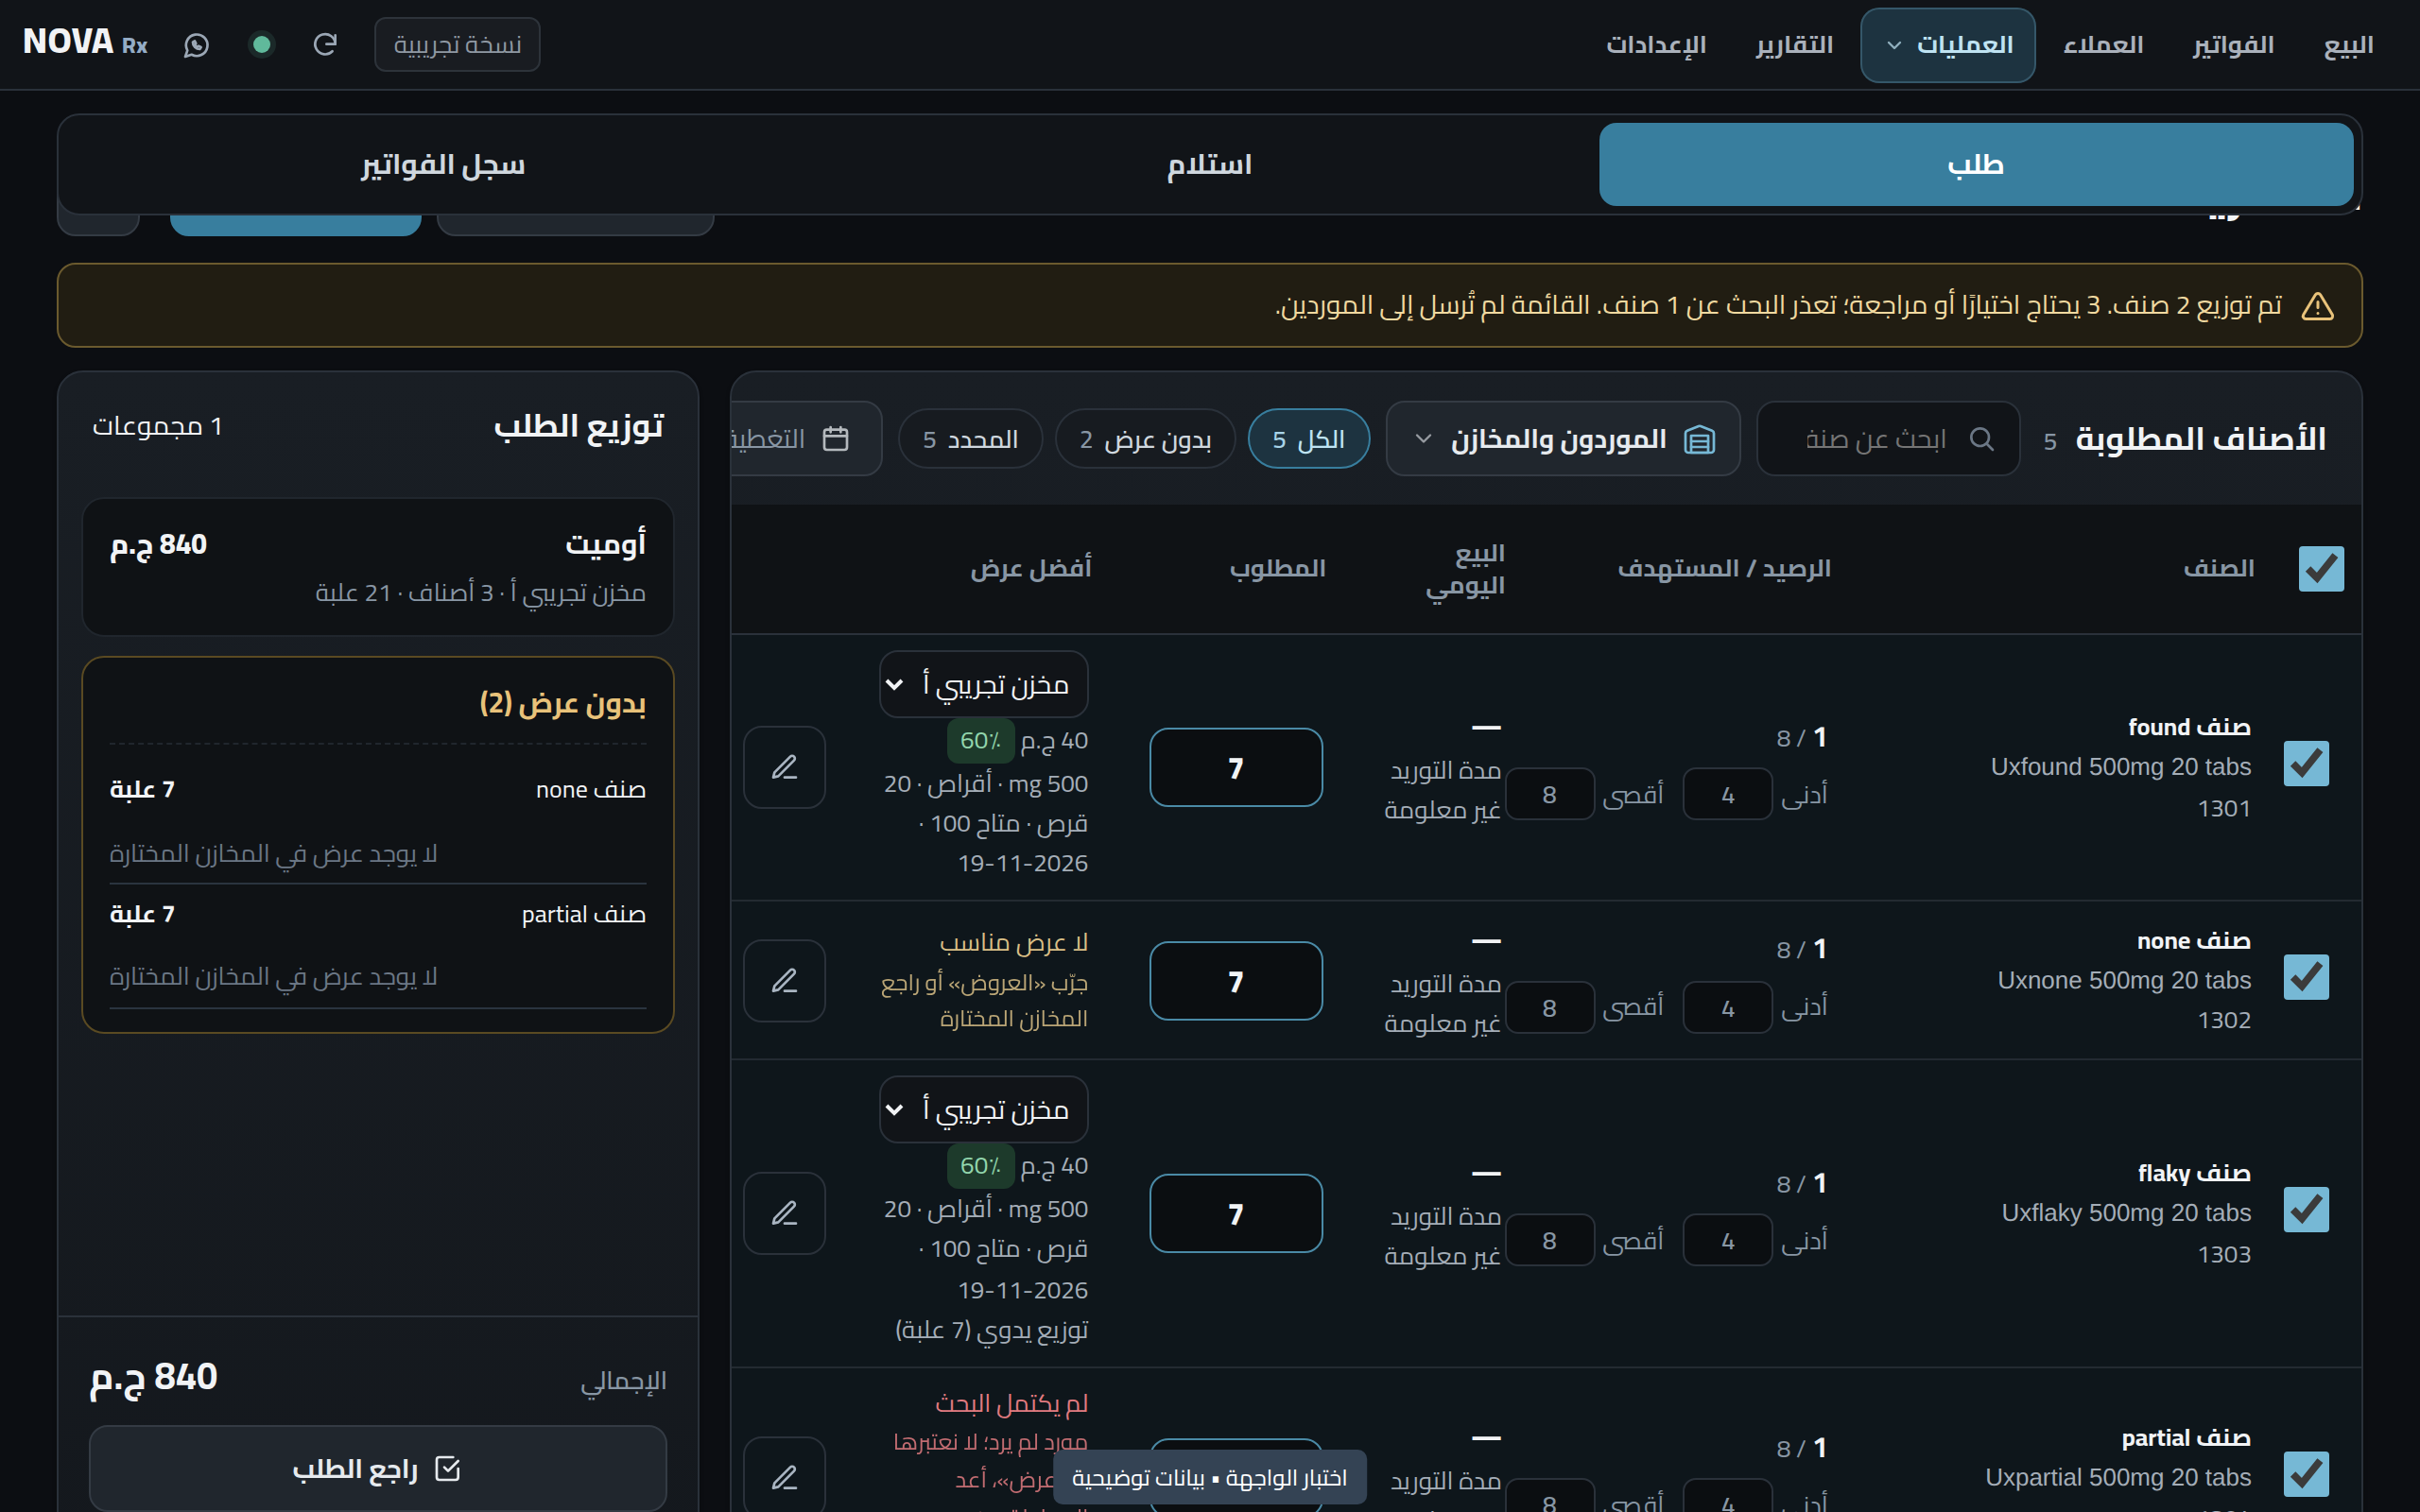 البيع
الفواتير
العملاء
العمليات
التقارير
الإعدادات
نسخة تجريبية
NOVA Rx
طلب
استلام
سجل الفواتير
تم توزيع 2 صنف. 3 يحتاج اختيارًا أو مراجعة؛ تعذر البحث عن 1 صنف. القائمة لم تُرسل إلى الموردين.
الأصناف المطلوبة 5
ابحث عن صنف
الموردون والمخازن
الكل 5
بدون عرض 2
المحدد 5
التغطية
الصنف
الرصيد / المستهدف
البيع اليومي
المطلوب
أفضل عرض
صنف found
Uxfound 500mg 20 tabs
1301
1 / 8
أدنى 4 أقصى 8
—
مدة التوريد
غير معلومة
7
مخزن تجريبي أ
40 ج.م 60٪
500 mg · أقراص · 20
قرص · متاح 100 ·
2026-11-19
صنف none
Uxnone 500mg 20 tabs
1302
1 / 8
أدنى 4 أقصى 8
—
مدة التوريد
غير معلومة
7
لا عرض مناسب
جرّب «العروض» أو راجع
المخازن المختارة
صنف flaky
Uxflaky 500mg 20 tabs
1303
1 / 8
أدنى 4 أقصى 8
—
مدة التوريد
غير معلومة
7
مخزن تجريبي أ
40 ج.م 60٪
500 mg · أقراص · 20
قرص · متاح 100 ·
2026-11-19
توزيع يدوي (7 علبة)
صنف partial
Uxpartial 500mg 20 tabs
1 / 8
أدنى أقصى 8
—
مدة التوريد
لم يكتمل البحث
مورد لم يرد؛ لا نعتبرها
عرض»، أعد
اختبار الواجهة ▪ بيانات توضيحية
توزيع الطلب
1 مجموعات
أوميت
840 ج.م
مخزن تجريبي أ · 3 أصناف · 21 علبة
بدون عرض (2)
صنف none
7 علبة
لا يوجد عرض في المخازن المختارة
صنف partial
7 علبة
لا يوجد عرض في المخازن المختارة
الإجمالي
840 ج.م
راجع الطلب